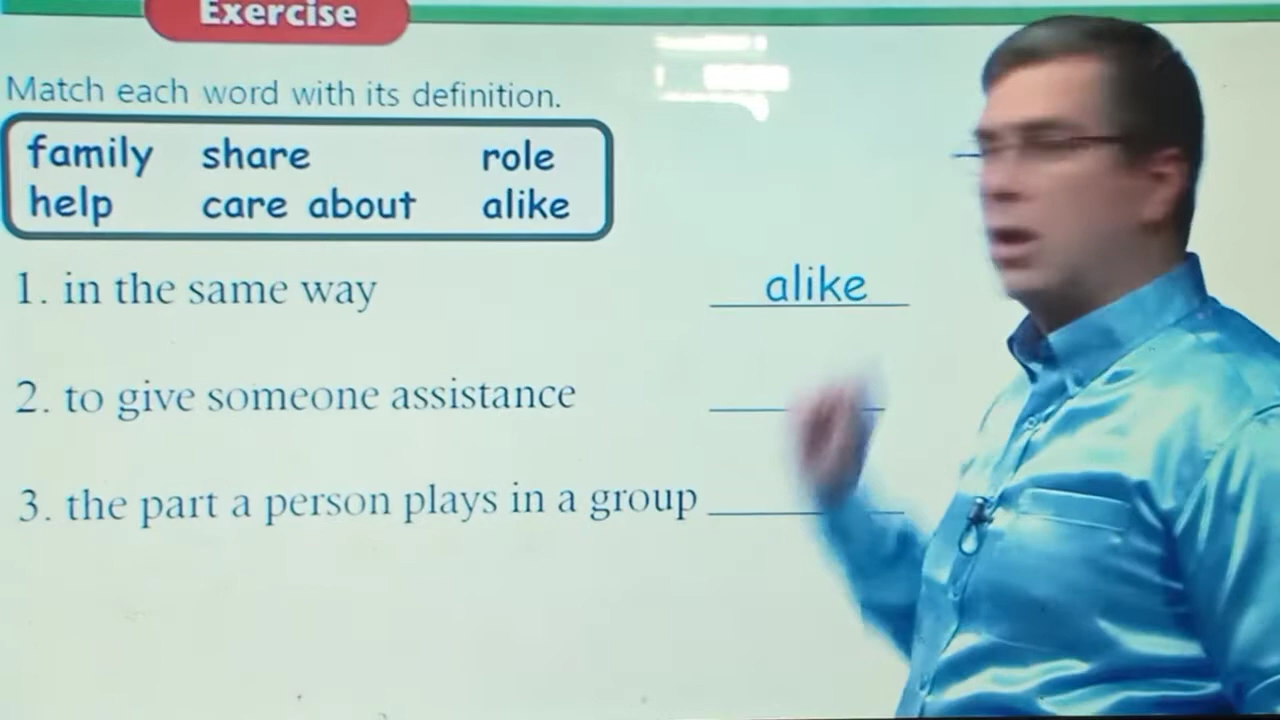 Exercise
Match each word with its definition.
family share role
help care about alike
1. in the same way alike
2. to give someone assistance
3. the part a person plays in a group